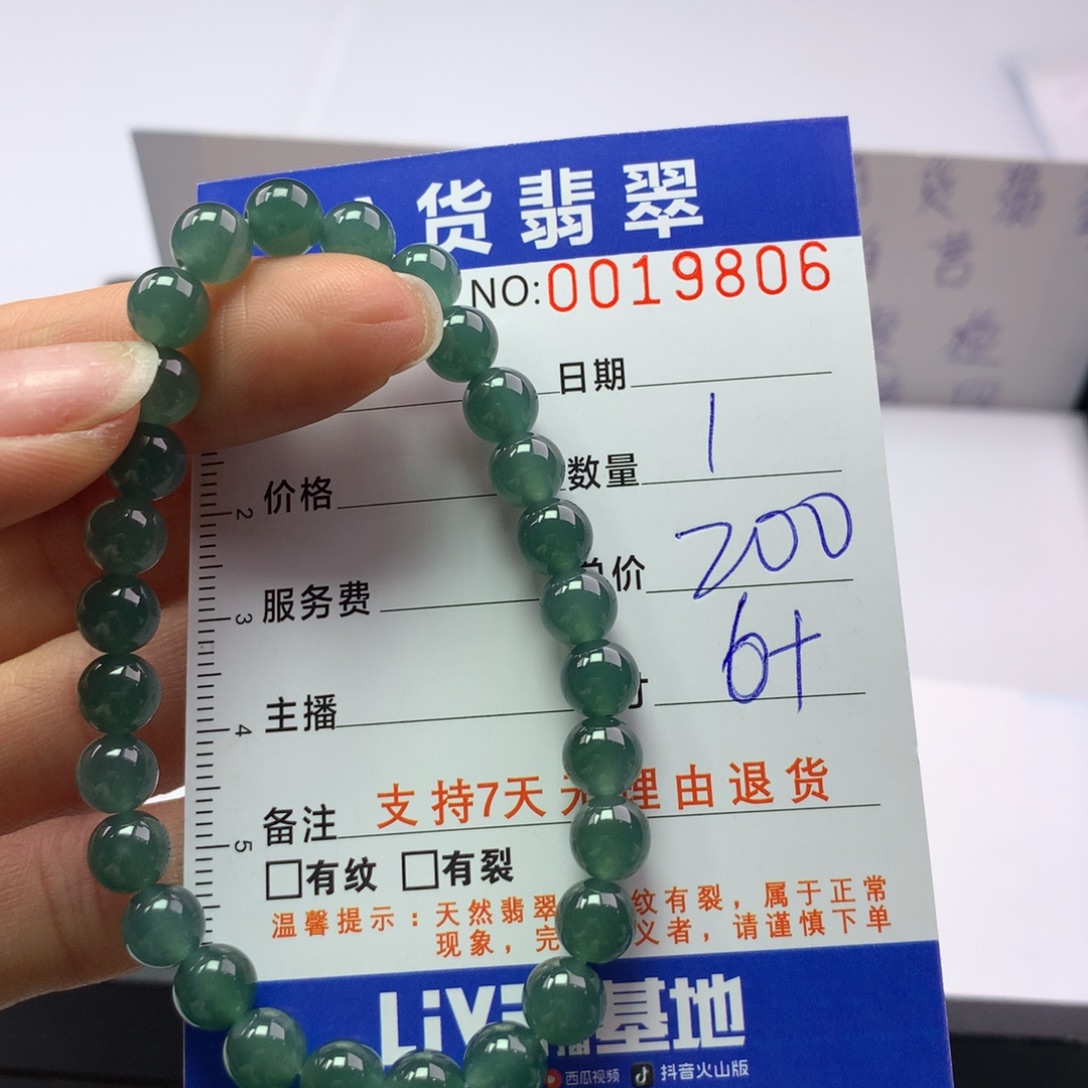 货翡翠
NO:0019806
日期
价格 数量 1
服务费 价 200
主播 6+
备注 支持7天 理由退货
□有纹 □有裂
温馨提示：天然翡翠 纹有裂，属于正常
现象，完 义者，请谨慎下单
LiV 基地
西瓜视频 抖音火山版
2
3
4
5